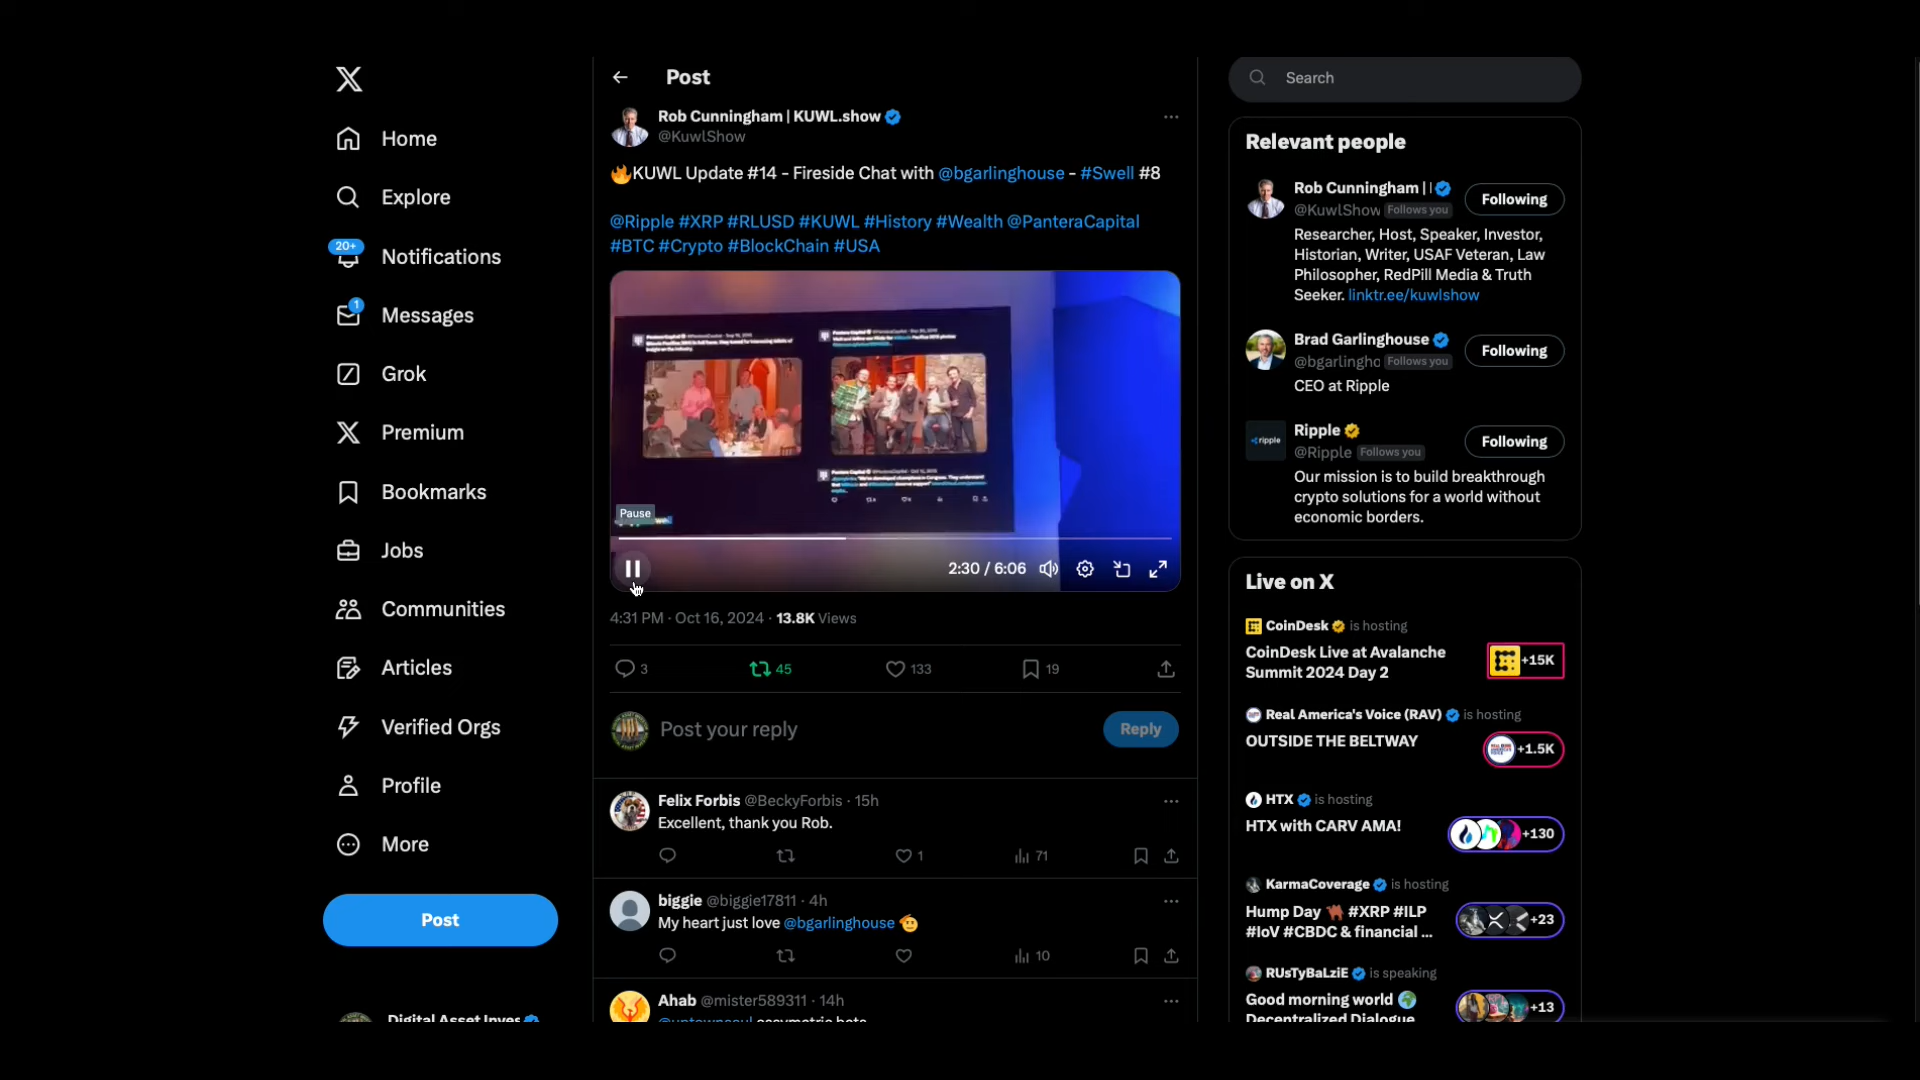 Post
Search
Rob Cunningham | KUWL.show
@KuwlShow
🔥KUWL Update #14 - Fireside Chat with @bgarlinghouse - #Swell #8
@Ripple #XRP #RLUSD #KUWL #History #Wealth @PanteraCapital
#BTC #Crypto #BlockChain #USA
Pause
2:30 / 6:06
4:31 PM · Oct 16, 2024 · 13.8K Views
3
45
133
19
Post your reply
Reply
Felix Forbis @BeckyForbis · 15h
Excellent, thank you Rob.
1
71
biggie @biggie17811 · 4h
My heart just love @bgarlinghouse 🫡
10
Ahab @mister589311 · 14h
Home
Explore
20+
Notifications
1
Messages
Grok
Premium
Bookmarks
Jobs
Communities
Articles
Verified Orgs
Profile
More
Post
Digital Asset Inves
Relevant people
Rob Cunningham | 
@KuwlShow Follows you
Following
Researcher, Host, Speaker, Investor,
Historian, Writer, USAF Veteran, Law
Philosopher, RedPill Media & Truth
Seeker. linktr.ee/kuwlshow
Brad Garlinghouse
@bgarlinghc Follows you
Following
CEO at Ripple
ripple
Ripple
@Ripple Follows you
Following
Our mission is to build breakthrough
crypto solutions for a world without
economic borders.
Live on X
CoinDesk is hosting
CoinDesk Live at Avalanche
Summit 2024 Day 2
+15K
Real America's Voice (RAV) is hosting
OUTSIDE THE BELTWAY
+1.5K
HTX is hosting
HTX with CARV AMA!
+130
KarmaCoverage is hosting
Hump Day 🐪 #XRP #ILP
#IoV #CBDC & financial ...
+23
RUsTyBaLziE is speaking
Good morning world 🌍
Decentralized Dialogue
+13